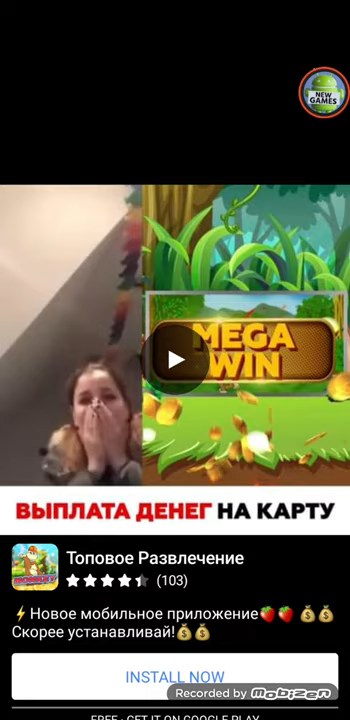 NEW
GAMES
MEGA
WIN
ВЫПЛАТА ДЕНЕГ НА КАРТУ
Топовое Развлечение
(103)
⚡Новое мобильное приложение🍓🍓 💰💰
Скорее устанавливай!💰💰
INSTALL NOW
Recorded by mobizen
FREE · GET IT ON GOOGLE PLAY